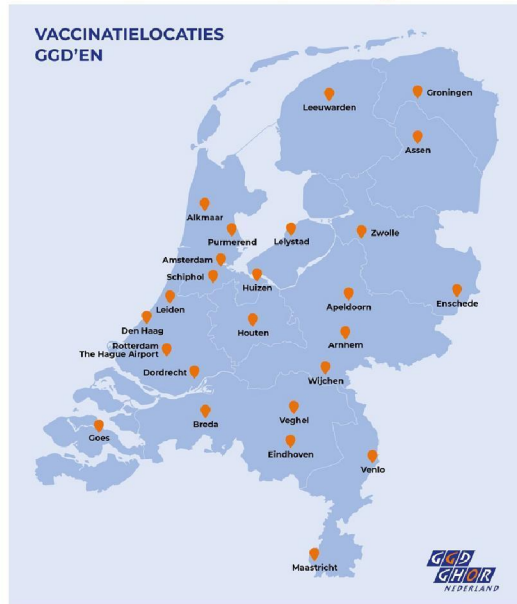 VACCINATIELOCATIES
GGD'EN
Groningen
Leeuwarden
Assen
Alkmaar
Purmerend
Lelystad
Zwolle
Amsterdam
Schiphol
Huizen
Leiden
Apeldoorn
Enschede
Den Haag
Houten
Arnhem
Rotterdam
The Hague Airport
Dordrecht
Wijchen
Breda
Veghel
Goes
Eindhoven
Venlo
Maastricht
GGD
GHOR
NEDERLAND